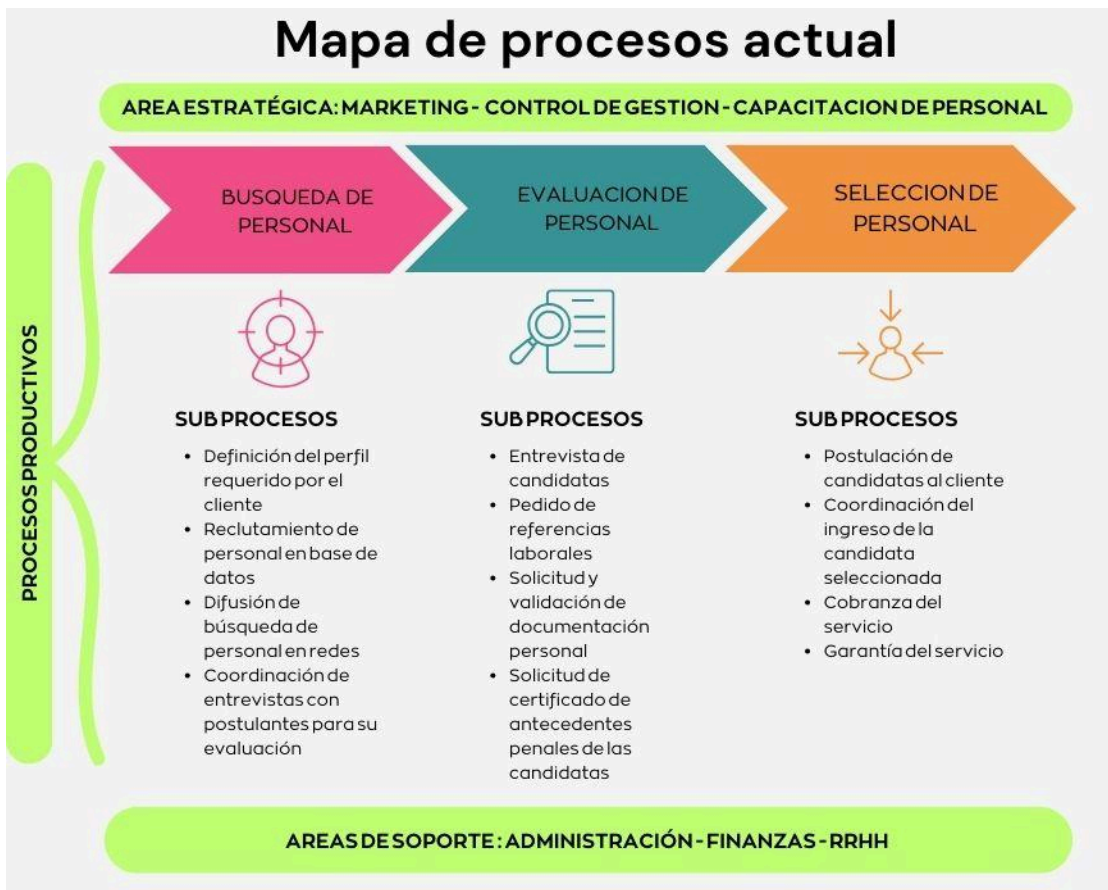 Mapa de procesos actual
AREA ESTRATÉGICA: MARKETING - CONTROL DE GESTION - CAPACITACION DE PERSONAL
BUSQUEDA DE
PERSONAL
EVALUACION DE
PERSONAL
SELECCION DE
PERSONAL
PROCESOS PRODUCTIVOS
SUB PROCESOS
• Definición del perfil
requerido por el
cliente
• Reclutamiento de
personal en base de
datos
• Difusión de
búsqueda de
personal en redes
• Coordinación de
entrevistas con
postulantes para su
evaluación
SUB PROCESOS
• Entrevista de
candidatas
• Pedido de
referencias
laborales
• Solicitud y
validación de
documentación
personal
• Solicitud de
certificado de
antecedentes
penales de las
candidatas
SUB PROCESOS
• Postulación de
candidatas al cliente
• Coordinación del
ingreso de la
candidata
seleccionada
• Cobranza del
servicio
• Garantía del servicio
AREAS DE SOPORTE: ADMINISTRACIÓN - FINANZAS - RRHH